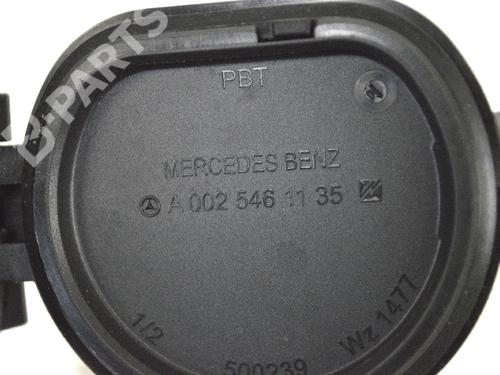 B-PARTS
PBT
MERCEDES BENZ
A 002 546 11 35
1/2
500239
Wz 1477